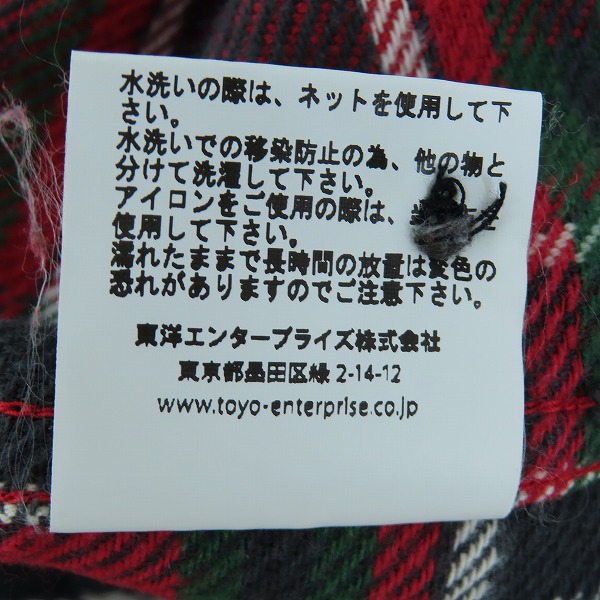 水洗いの際は、ネットを使用して下
さい。
水洗いでの移染防止の為、他の物と
分けて洗濯して下さい。
アイロンをご使用の際は、当
使用して下さい。
濡れたままで長時間の放置は変色の
恐れがありますのでご注意下さい。
東洋エンタープライズ株式会社
東京都墨田区緑 2-14-12
www.toyo-enterprise.co.jp